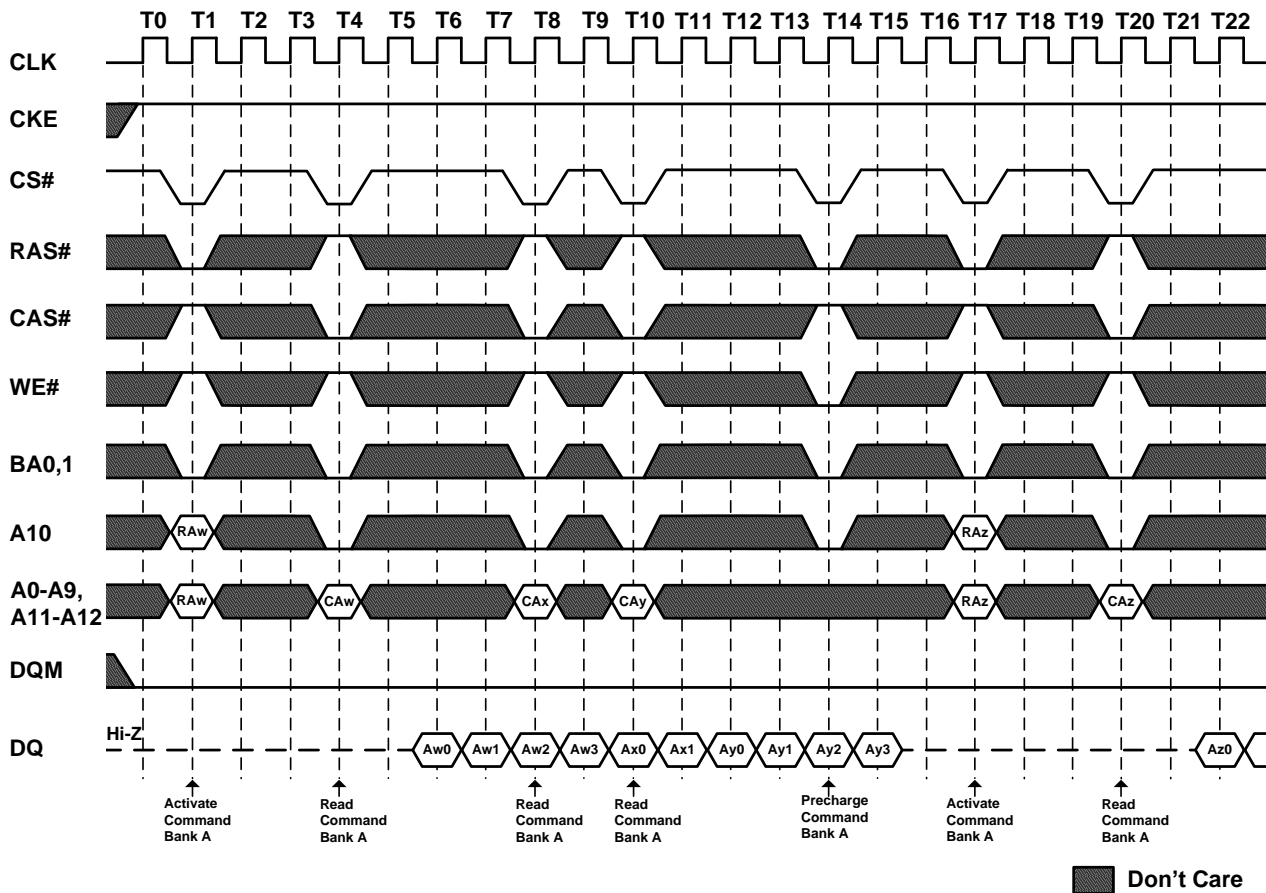 T0 T1 T2 T3 T4 T5 T6 T7 T8 T9 T10 T11 T12 T13 T14 T15 T16 T17 T18 T19 T20 T21 T22
CLK
CKE
CS#
RAS#
CAS#
WE#
BA0,1
A10
RAw RAz
A0-A9,
A11-A12
RAw CAw CAx CAy RAz CAz
DQM
DQ
Hi-Z
Aw0 Aw1 Aw2 Aw3 Ax0 Ax1 Ay0 Ay1 Ay2 Ay3 Az0
Activate
Command
Bank A
Read
Command
Bank A
Read
Command
Bank A
Read
Command
Bank A
Precharge
Command
Bank A
Activate
Command
Bank A
Read
Command
Bank A
Don't Care